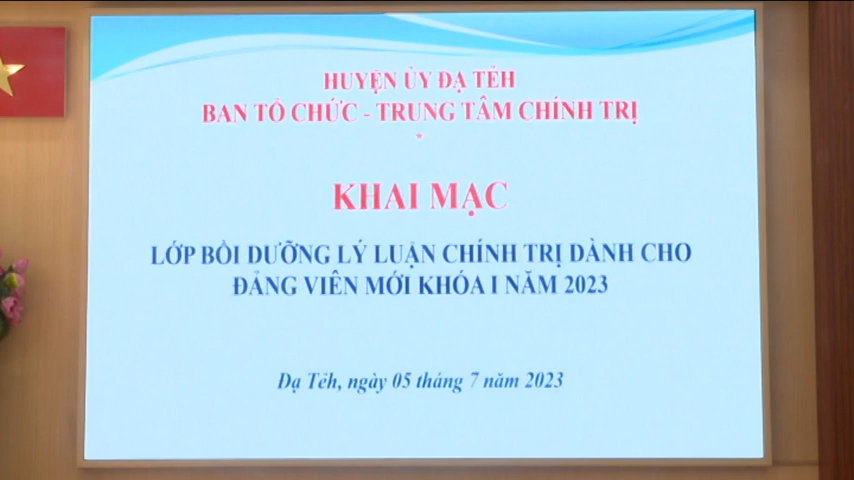 HUYỆN ỦY ĐẠ TẺH
BAN TỔ CHỨC - TRUNG TÂM CHÍNH TRỊ
*
KHAI MẠC
LỚP BỒI DƯỠNG LÝ LUẬN CHÍNH TRỊ DÀNH CHO
ĐẢNG VIÊN MỚI KHÓA I NĂM 2023
Đạ Tẻh, ngày 05 tháng 7 năm 2023